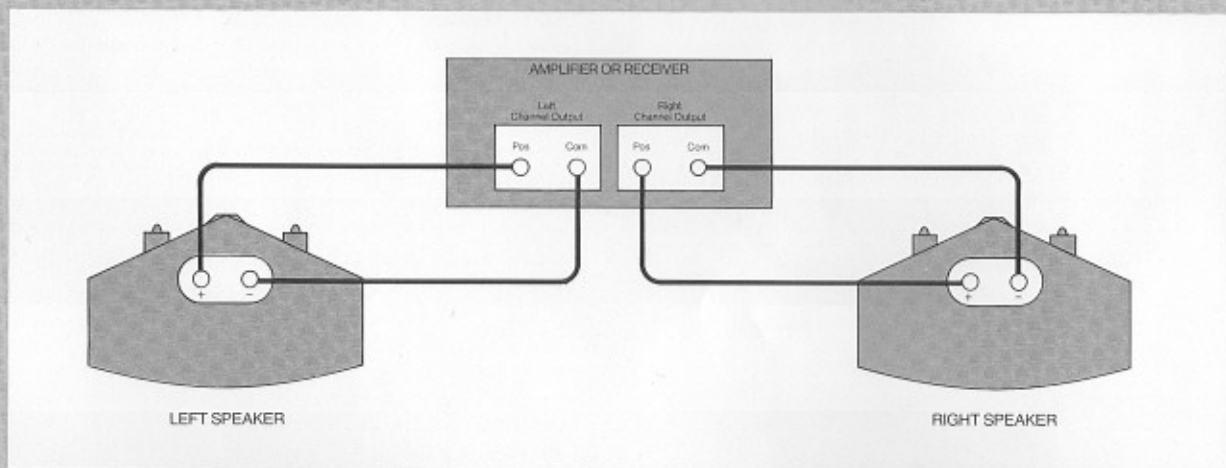 AMPLIFIER OR RECEIVER
Left
Channel Output
Right
Channel Output
Pos
Com
Pos
Com
+
−
+
−
LEFT SPEAKER
RIGHT SPEAKER